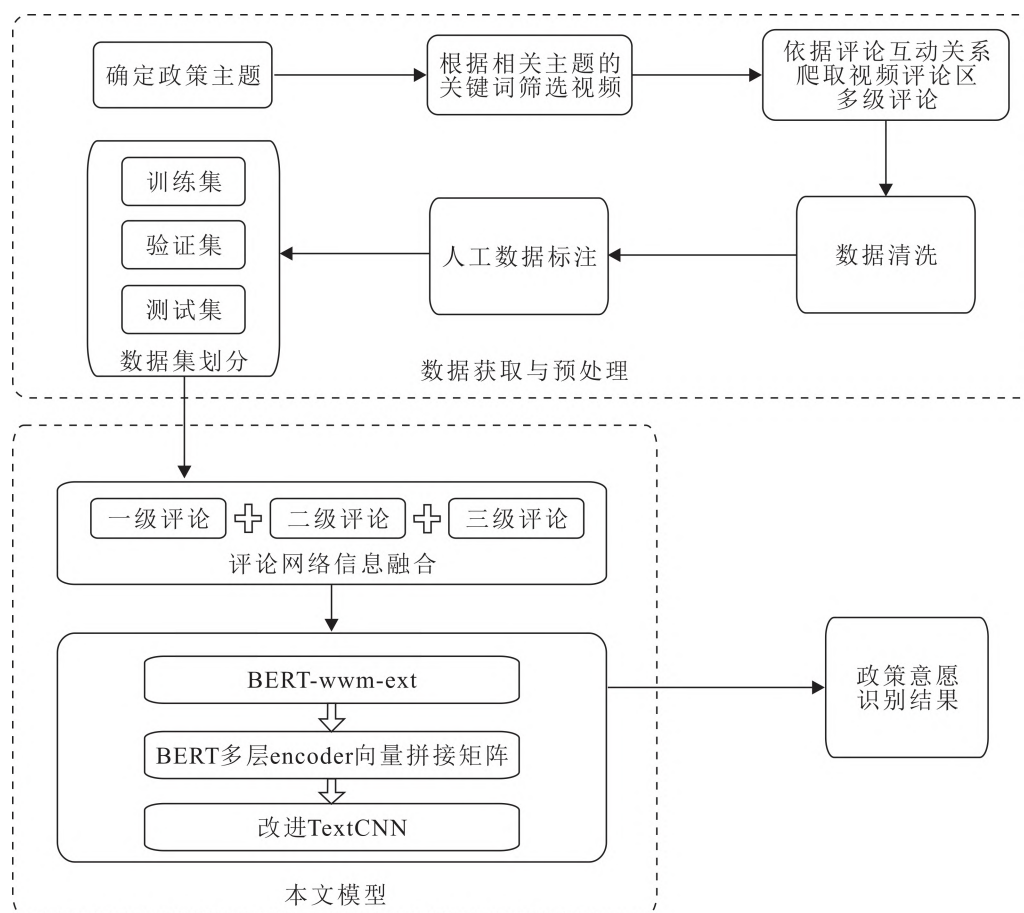 确定政策主题
根据相关主题的
关键词筛选视频
依据评论互动关系
爬取视频评论区
多级评论
训练集
验证集
测试集
数据集划分
人工数据标注
数据清洗
数据获取与预处理
一级评论
二级评论
三级评论
评论网络信息融合
BERT-wwm-ext
BERT多层encoder向量拼接矩阵
改进TextCNN
本文模型
政策意愿
识别结果